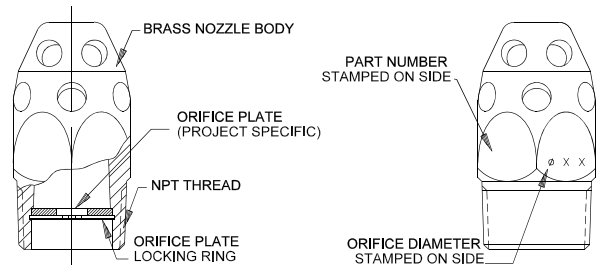 BRASS NOZZLE BODY
PART NUMBER
STAMPED ON SIDE
ORIFICE PLATE
(PROJECT SPECIFIC)
ø X X
NPT THREAD
ORIFICE PLATE
LOCKING RING
ORIFICE DIAMETER
STAMPED ON SIDE